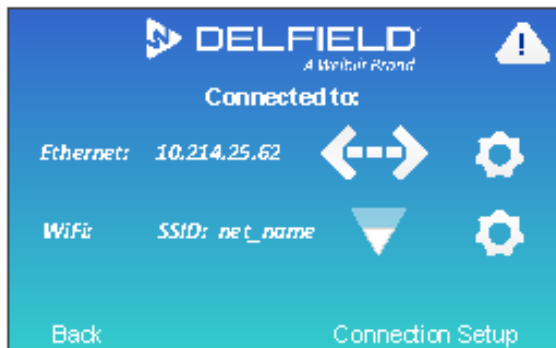 DELFIELD
A Welbilt Brand
Connected to:
Ethernet: 10.214.25.62
WiFi: SSID: net_name
Back Connection Setup